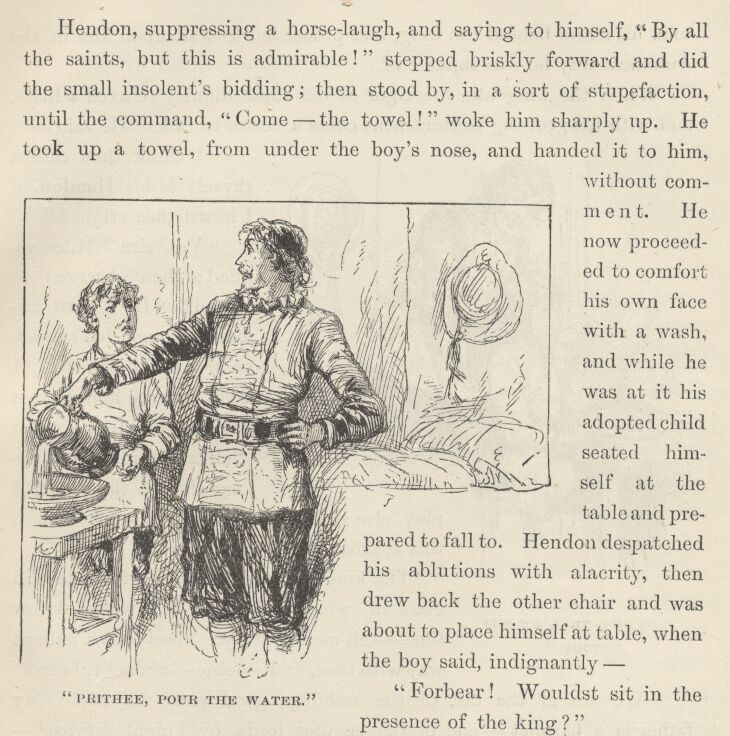 Hendon, suppressing a horse-laugh, and saying to himself, “By all
the saints, but this is admirable!” stepped briskly forward and did
the small insolent's bidding; then stood by, in a sort of stupefaction,
until the command, “Come—the towel!” woke him sharply up. He
took up a towel, from under the boy's nose, and handed it to him,
without com-
ment. He
now proceed-
ed to comfort
his own face
with a wash,
and while he
was at it his
adopted child
seated him-
self at the
table and pre-
pared to fall to. Hendon despatched
his ablutions with alacrity, then
drew back the other chair and was
about to place himself at table, when
the boy said, indignantly—
“Forbear! Wouldst sit in the
presence of the king?”
“PRITHEE, POUR THE WATER.”